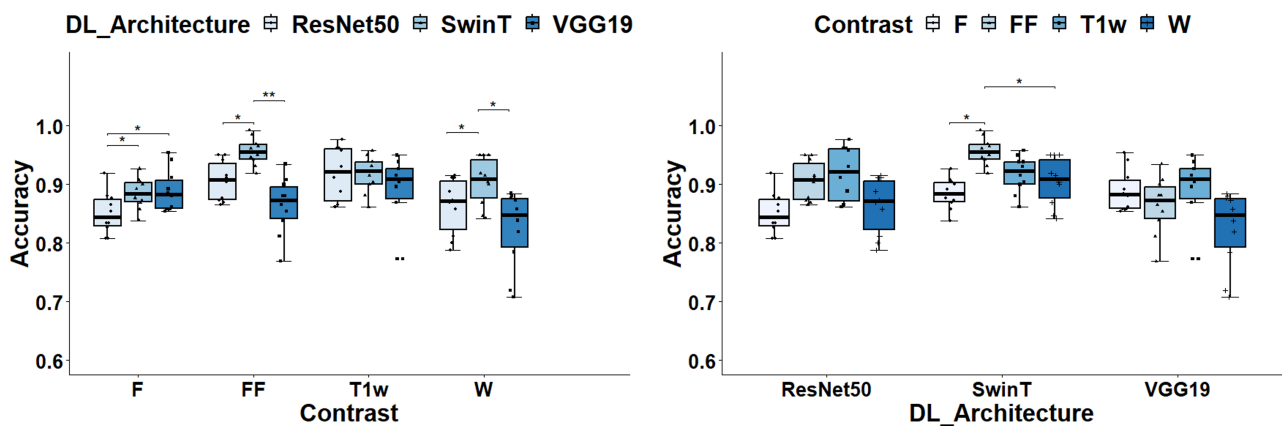 DL_Architecture ResNet50 SwinT VGG19
**
*
*
*
*
*
1.0
0.9
0.8
0.7
0.6
Accuracy
F FF T1w W
Contrast
Contrast F FF T1w W
*
*
1.0
0.9
0.8
0.7
0.6
Accuracy
ResNet50 SwinT VGG19
DL_Architecture